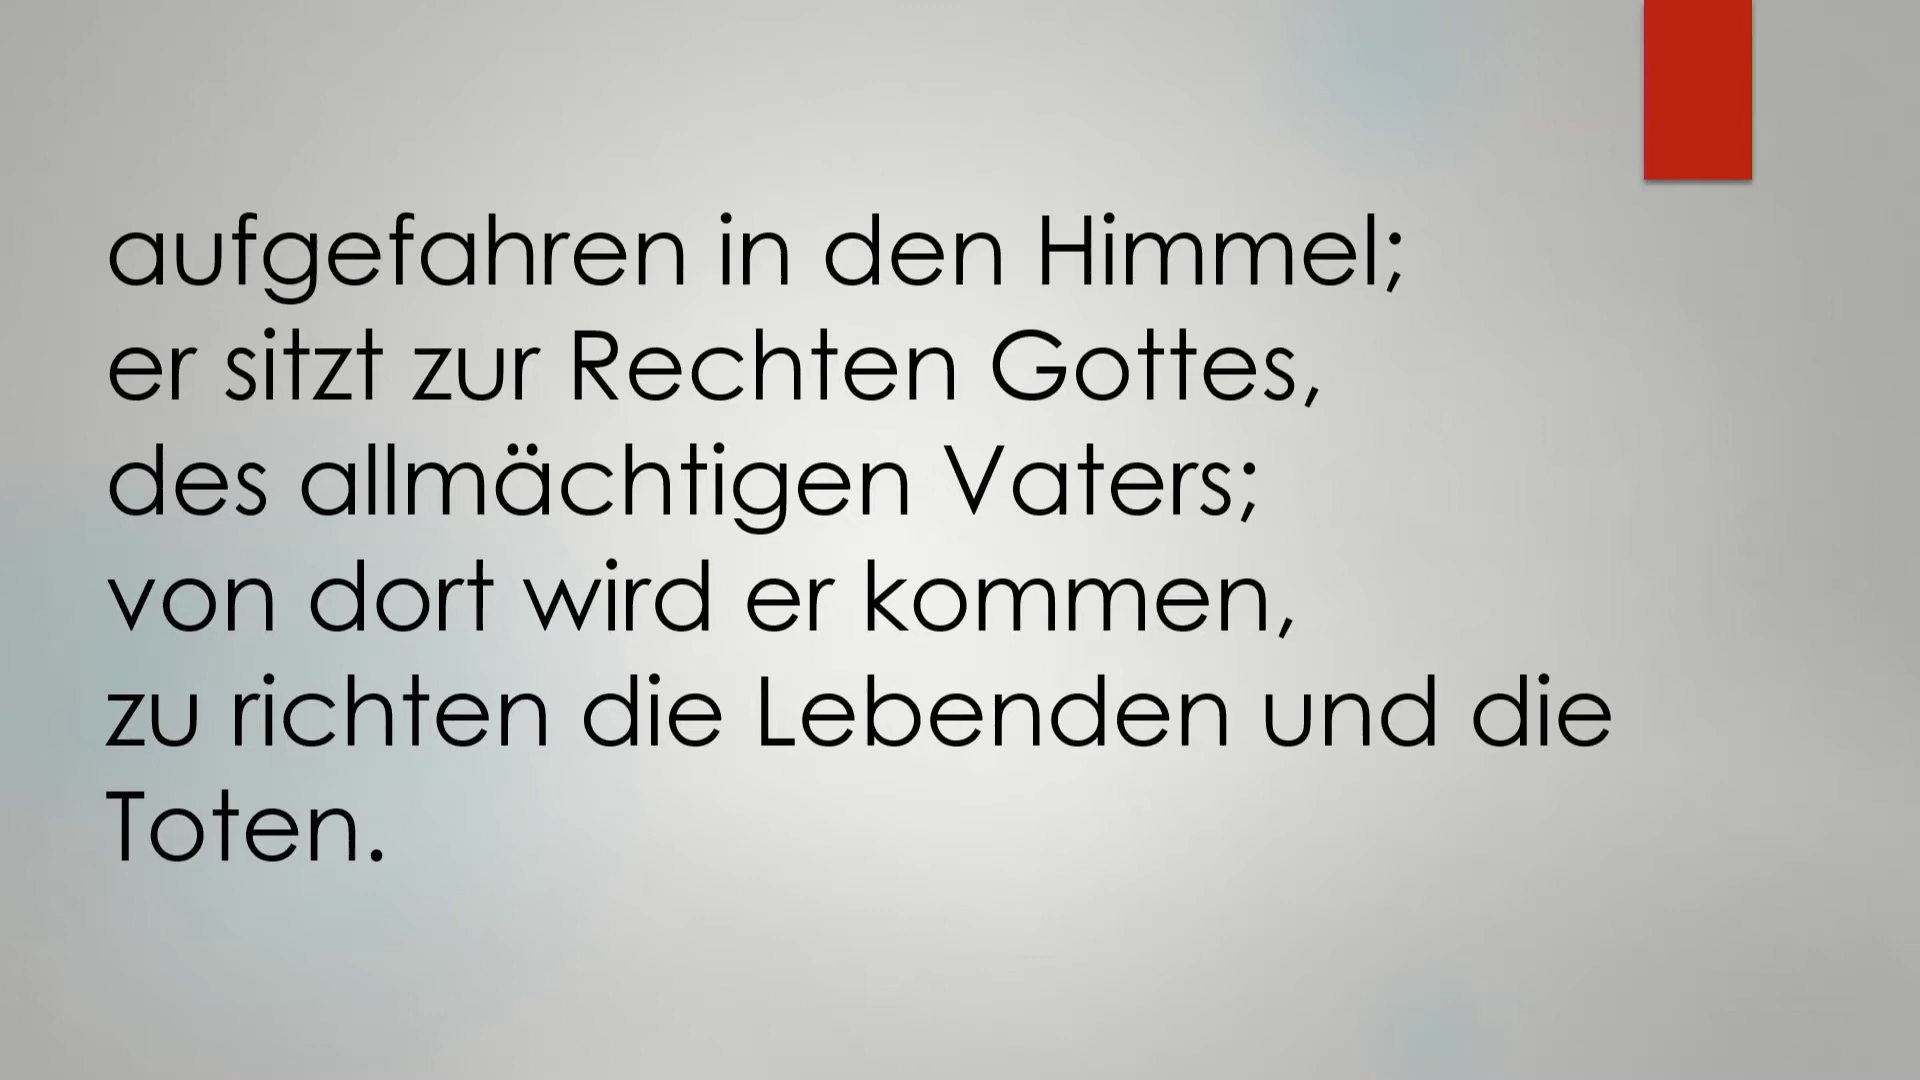 aufgefahren in den Himmel;
er sitzt zur Rechten Gottes,
des allmächtigen Vaters;
von dort wird er kommen,
zu richten die Lebenden und die
Toten.